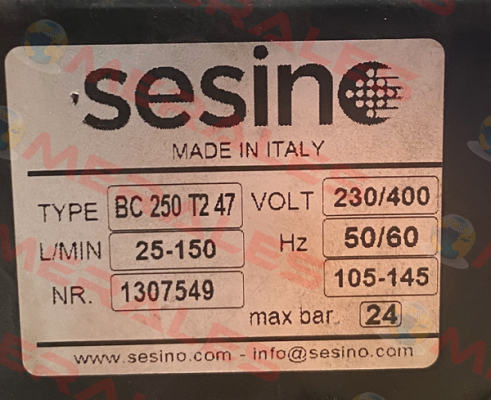 sesino
MADE IN ITALY
TYPE BC 250 T2 47 VOLT 230/400
L/MIN 25-150 Hz 50/60
NR. 1307549 105-145
max bar. 24
www.sesino.com - info@sesino.com